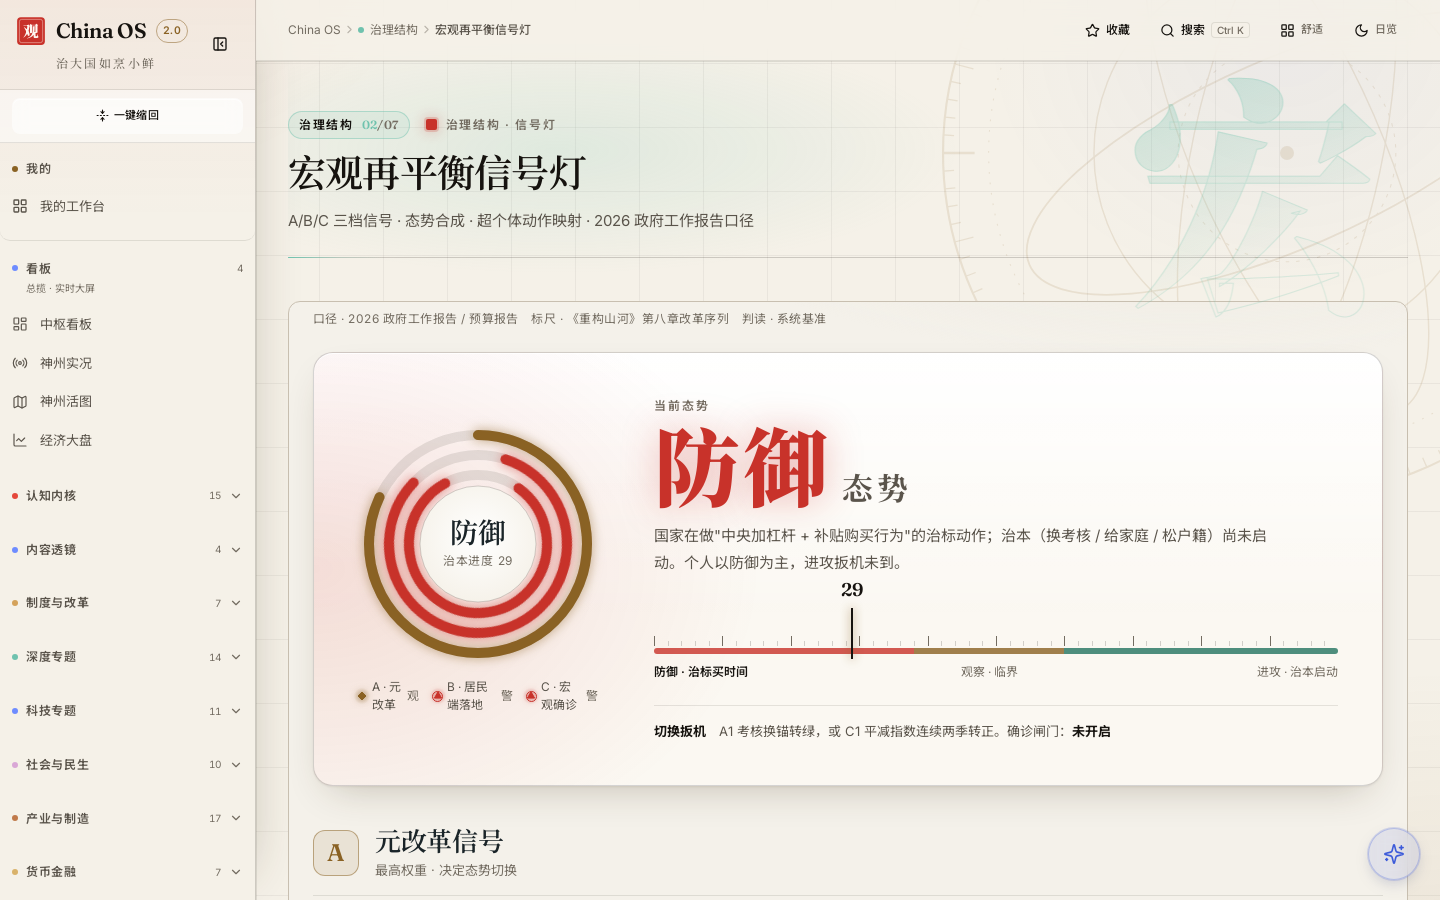 观 China OS 2.0
治大国如烹小鲜
一键缩回
我的
我的工作台
看板 4
总揽 · 实时大屏
中枢看板
神州实况
神州活图
经济大盘
认知内核 15
内容透镜 4
制度与改革 7
深度专题 14
科技专题 11
社会与民生 10
产业与制造 17
货币金融 7
China OS > 治理结构 > 宏观再平衡信号灯
收藏 搜索 Ctrl K 舒适 日览
治理结构 02/07 治理结构 · 信号灯
宏观再平衡信号灯
A/B/C 三档信号 · 态势合成 · 超个体动作映射 · 2026 政府工作报告口径
宏
口径 · 2026 政府工作报告 / 预算报告 标尺 · 《重构山河》第八章改革序列 判读 · 系统基准
防御
治本进度 29
A · 元改革 观
B · 居民端落地 警
C · 宏观确诊 警
当前态势
防御 态势
国家在做"中央加杠杆 + 补贴购买行为"的治标动作；治本（换考核 / 给家庭 / 松户籍）尚未启
动。个人以防御为主，进攻扳机未到。
29
防御 · 治标买时间 观察 · 临界 进攻 · 治本启动
切换扳机 A1 考核换锚转绿，或 C1 平减指数连续两季转正。确诊闸门：未开启
A 元改革信号
最高权重 · 决定态势切换